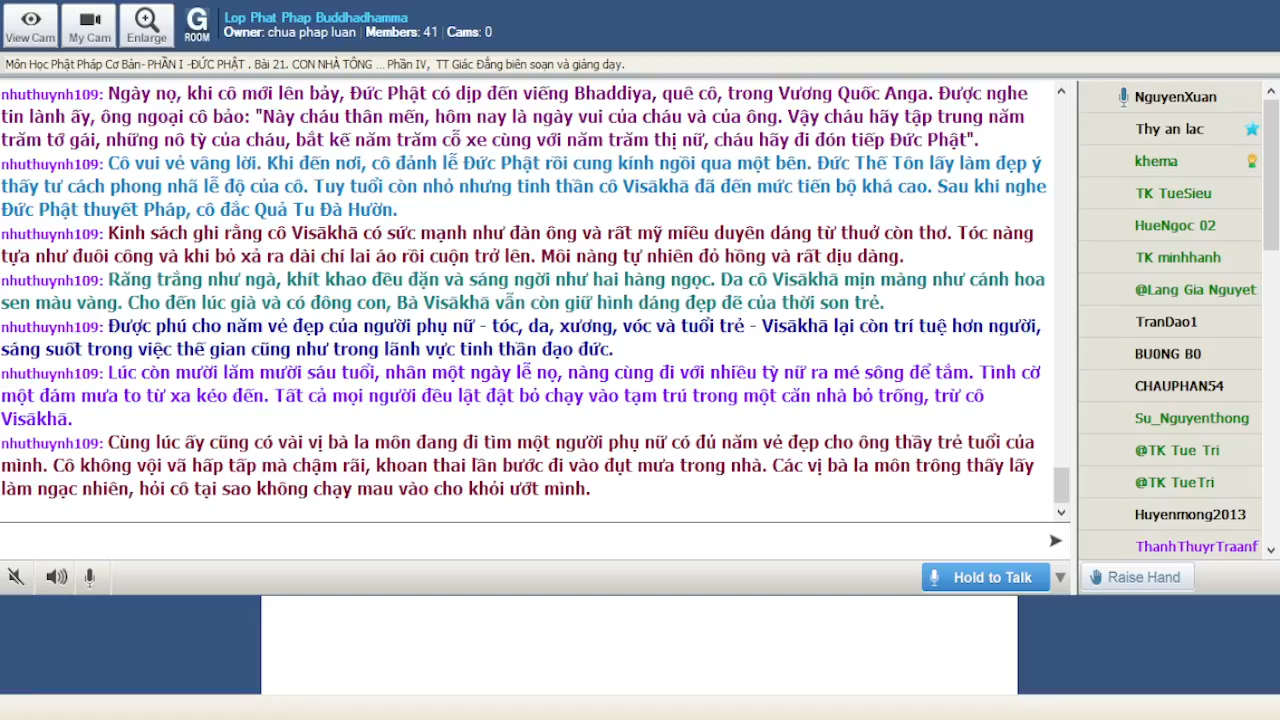 View Cam
My Cam
Enlarge
G
ROOM
Lop Phat Phap Buddhadhamma
Owner: chua phap luan | Members: 41 | Cams: 0
Môn Học Phật Pháp Cơ Bản- PHẦN I -ĐỨC PHẬT . Bài 21. CON NHÀ TÔNG ... Phần IV, TT Giác Đẳng biên soạn và giảng dạy.
nhuthuynh109: Ngày nọ, khi cô mới lên bảy, Đức Phật có dịp đến viếng Bhaddiya, quê cô, trong Vương Quốc Anga. Được nghe
tin lành ấy, ông ngoại cô bảo: "Này cháu thân mến, hôm nay là ngày vui của cháu và của ông. Vậy cháu hãy tập trung năm
trăm tớ gái, những nô tỳ của cháu, bắt kế năm trăm cỗ xe cùng với năm trăm thị nữ, cháu hãy đi đón tiếp Đức Phật".
nhuthuynh109: Cô vui vẻ vâng lời. Khi đến nơi, cô đảnh lễ Đức Phật rồi cung kính ngồi qua một bên. Đức Thế Tôn lấy làm đẹp ý
thấy tư cách phong nhã lễ độ của cô. Tuy tuổi còn nhỏ nhưng tinh thần cô Visākhā đã đến mức tiến bộ khá cao. Sau khi nghe
Đức Phật thuyết Pháp, cô đắc Quả Tu Đà Hườn.
nhuthuynh109: Kinh sách ghi rằng cô Visākhā có sức mạnh như đàn ông và rất mỹ miều duyên dáng từ thuở còn thơ. Tóc nàng
tựa như đuôi công và khi bỏ xả ra dài chí lai áo rồi cuộn trở lên. Môi nàng tự nhiên đỏ hồng và rất dịu dàng.
nhuthuynh109: Răng trắng như ngà, khít khao đều đặn và sáng ngời như hai hàng ngọc. Da cô Visākhā mịn màng như cánh hoa
sen màu vàng. Cho đến lúc già và có đông con, Bà Visākhā vẫn còn giữ hình dáng đẹp đẽ của thời son trẻ.
nhuthuynh109: Được phú cho năm vẻ đẹp của người phụ nữ - tóc, da, xương, vóc và tuổi trẻ - Visākhā lại còn trí tuệ hơn người,
sáng suốt trong việc thế gian cũng như trong lãnh vực tinh thần đạo đức.
nhuthuynh109: Lúc còn mười lăm mười sáu tuổi, nhân một ngày lễ nọ, nàng cùng đi với nhiều tỳ nữ ra mé sông để tắm. Tình cờ
một đám mưa to từ xa kéo đến. Tất cả mọi người đều lật đật bỏ chạy vào tạm trú trong một căn nhà bỏ trống, trừ cô
Visākhā.
nhuthuynh109: Cùng lúc ấy cũng có vài vị bà la môn đang đi tìm một người phụ nữ có đủ năm vẻ đẹp cho ông thầy trẻ tuổi của
mình. Cô không vội vã hấp tấp mà chậm rãi, khoan thai lần bước đi vào đụt mưa trong nhà. Các vị bà la môn trông thấy lấy
làm ngạc nhiên, hỏi cô tại sao không chạy mau vào cho khỏi ướt mình.
NguyenXuan
Thy an lac
khema
TK TueSieu
HueNgoc 02
TK minhhanh
@Lang Gia Nguyet
TranDao1
BU0NG B0
CHAUPHAN54
Su_Nguyenthong
@TK Tue Tri
@TK TueTri
Huyenmong2013
ThanhThuyrTraanf
Hold to Talk
Raise Hand